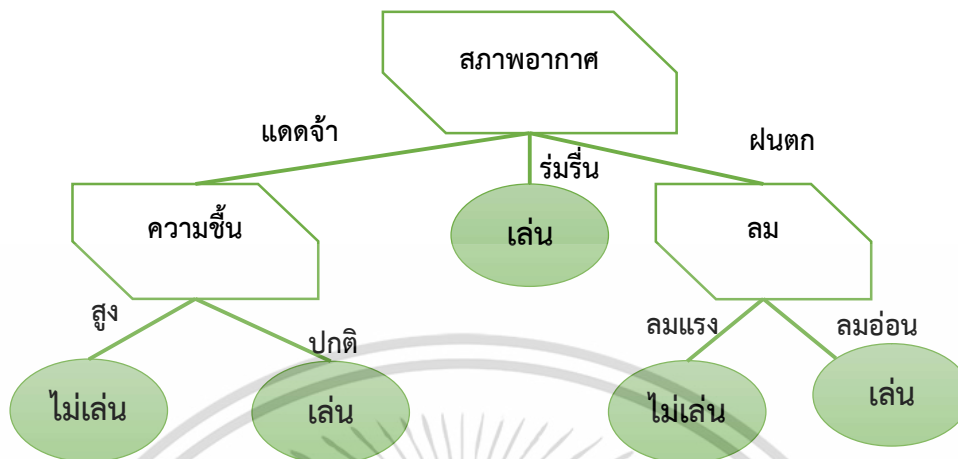 สภาพอากาศ
แดดจ้า
ร่มรื่น
ฝนตก
ความชื้น
เล่น
ลม
สูง
ปกติ
ลมแรง
ลมอ่อน
ไม่เล่น
เล่น
ไม่เล่น
เล่น